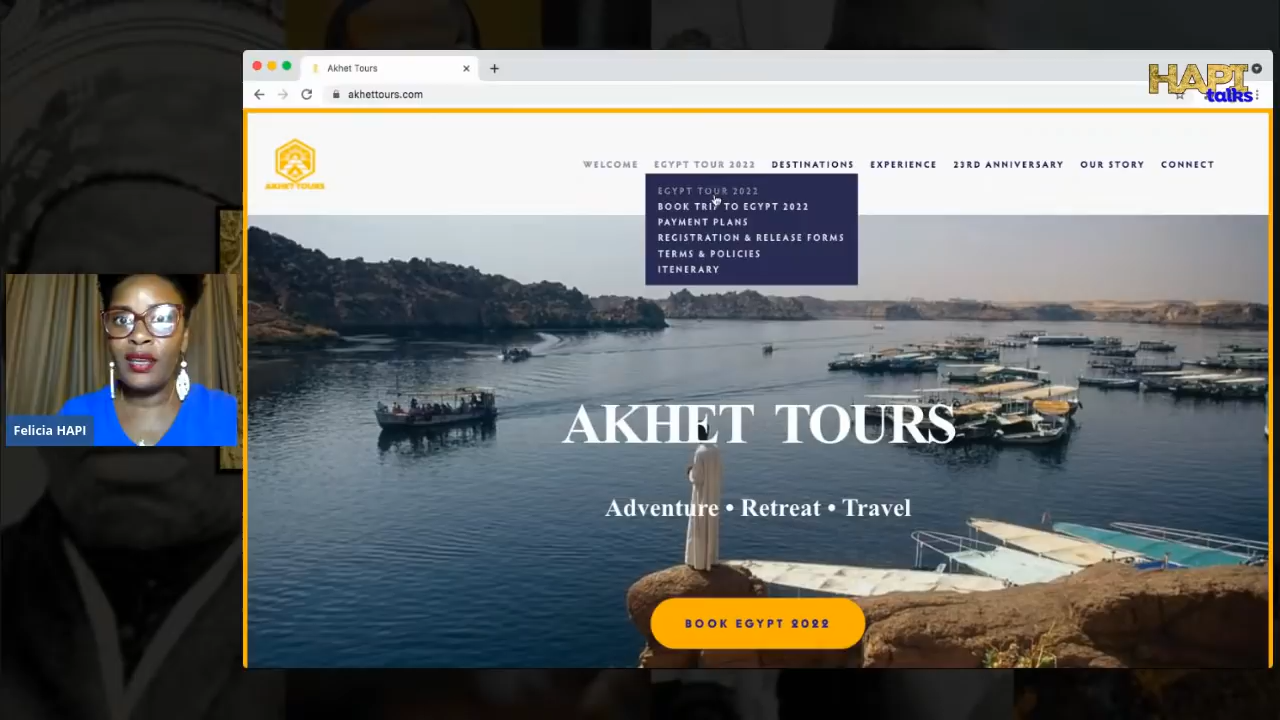 Akhet Tours
akhettours.com
HAPI
talks
AKHET TOURS
WELCOME EGYPT TOUR 2022 DESTINATIONS EXPERIENCE 23RD ANNIVERSARY OUR STORY CONNECT
EGYPT TOUR 2022
BOOK TRIP TO EGYPT 2022
PAYMENT PLANS
REGISTRATION & RELEASE FORMS
TERMS & POLICIES
ITENERARY
Felicia HAPI
AKHET TOURS
Adventure • Retreat • Travel
BOOK EGYPT 2022